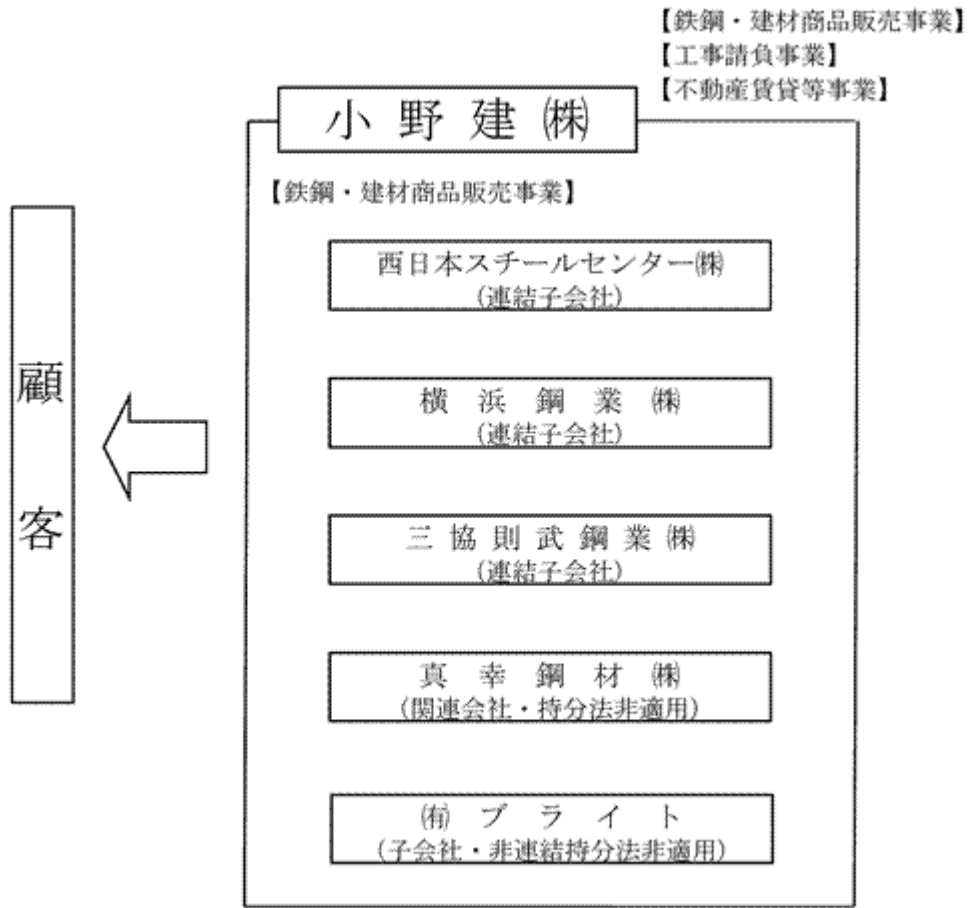 【鉄鋼・建材商品販売事業】
【工事請負事業】
【不動産賃貸等事業】
小野建㈱
【鉄鋼・建材商品販売事業】
西日本スチールセンター㈱
(連結子会社)
横浜鋼業㈱
(連結子会社)
三協則武鋼業㈱
(連結子会社)
真幸鋼材㈱
(関連会社・持分法非適用)
㈲ブライト
(子会社・非連結持分法非適用)
顧客